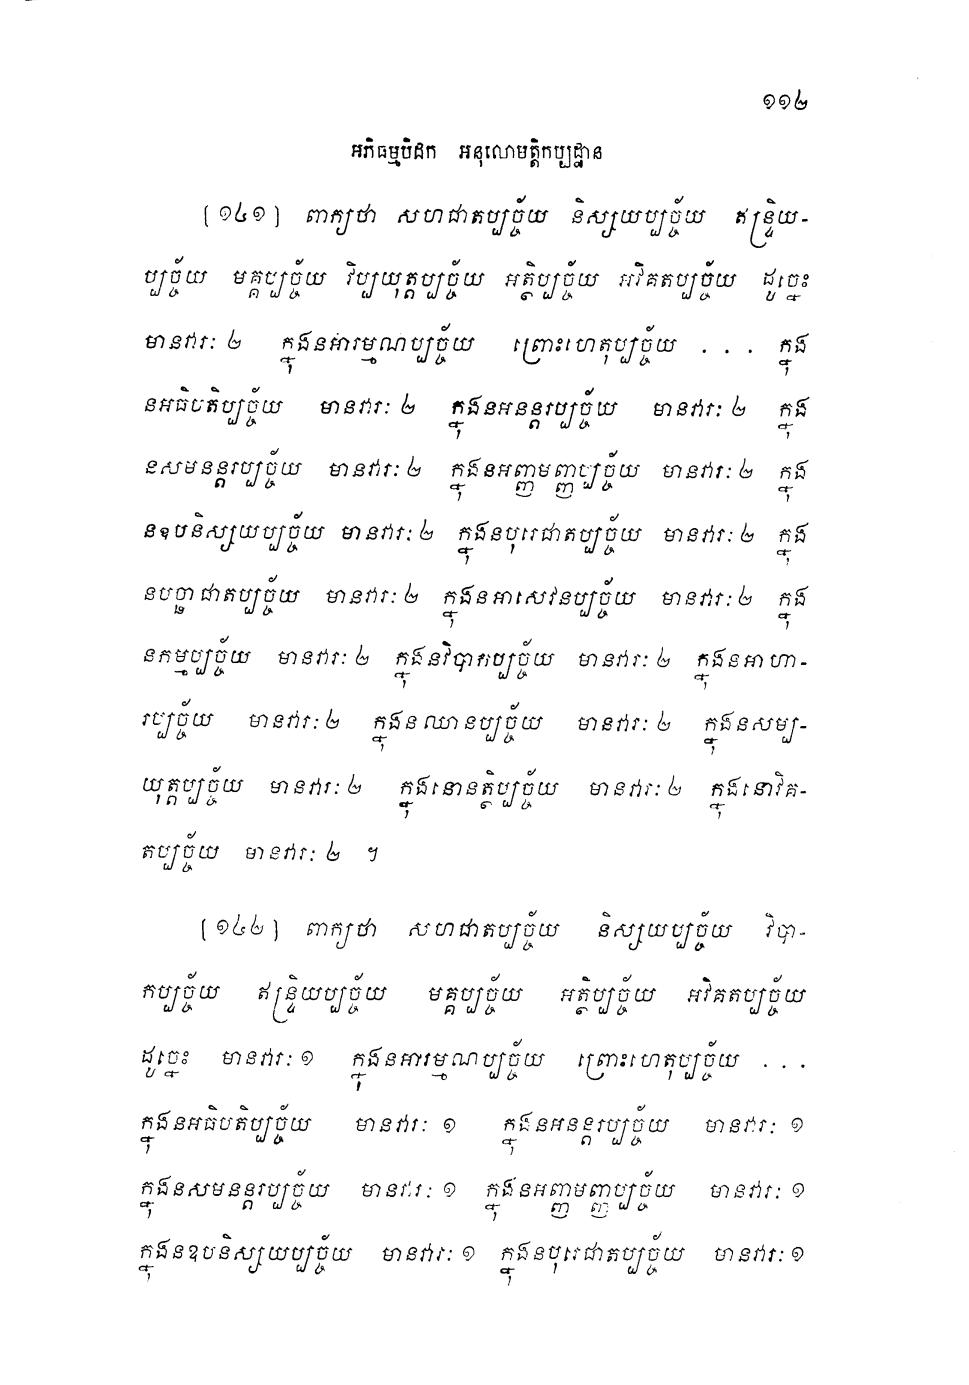 ១១២
អភិធម្មបិដក អនុលោមត្តិកប្បដ្ឋាន
(១៤១) ពាក្យថា សហជាតប្បច្ច័យ និស្សយប្បច្ច័យ ឥន្ទ្រិយ-
ប្បច្ច័យ មគ្គប្បច្ច័យ វិប្បយុត្តប្បច្ច័យ អត្ថិប្បច្ច័យ អវិគតប្បច្ច័យ ដូច្នេះ
មានវារៈ ២ ក្នុងនអារម្មណប្បច្ច័យ ព្រោះហេតុប្បច្ច័យ . . . ក្នុង
នអធិបតិប្បច្ច័យ មានវារៈ ២ ក្នុងនអនន្តរប្បច្ច័យ មានវារៈ ២ ក្នុង
នសមនន្តរប្បច្ច័យ មានវារៈ ២ ក្នុងនអញ្ញមញ្ញប្បច្ច័យ មានវារៈ ២ ក្នុង
នឧបនិស្សយប្បច្ច័យ មានវារៈ ២ ក្នុងនបុរេជាតប្បច្ច័យ មានវារៈ ២ ក្នុង
នបច្ឆាជាតប្បច្ច័យ មានវារៈ ២ ក្នុងនអាសេវនប្បច្ច័យ មានវារៈ ២ ក្នុង
នកម្មប្បច្ច័យ មានវារៈ ២ ក្នុងនវិបាកប្បច្ច័យ មានវារៈ ២ ក្នុងនអាហា-
រប្បច្ច័យ មានវារៈ ២ ក្នុងនឈានប្បច្ច័យ មានវារៈ ២ ក្នុងនសម្ប-
យុត្តប្បច្ច័យ មានវារៈ ២ ក្នុងនោនត្ថិប្បច្ច័យ មានវារៈ ២ ក្នុងនោវិគ-
តប្បច្ច័យ មានវារៈ ២ ។
(១៤២) ពាក្យថា សហជាតប្បច្ច័យ និស្សយប្បច្ច័យ វិបា-
កប្បច្ច័យ ឥន្ទ្រិយប្បច្ច័យ មគ្គប្បច្ច័យ អត្ថិប្បច្ច័យ អវិគតប្បច្ច័យ
ដូច្នេះ មានវារៈ ១ ក្នុងនអារម្មណប្បច្ច័យ ព្រោះហេតុប្បច្ច័យ . . .
ក្នុងនអធិបតិប្បច្ច័យ មានវារៈ ១ ក្នុងនអនន្តរប្បច្ច័យ មានវារៈ ១
ក្នុងនសមនន្តរប្បច្ច័យ មានវារៈ ១ ក្នុងនអញ្ញមញ្ញប្បច្ច័យ មានវារៈ ១
ក្នុងនឧបនិស្សយប្បច្ច័យ មានវារៈ ១ ក្នុងនបុរេជាតប្បច្ច័យ មានវារៈ ១